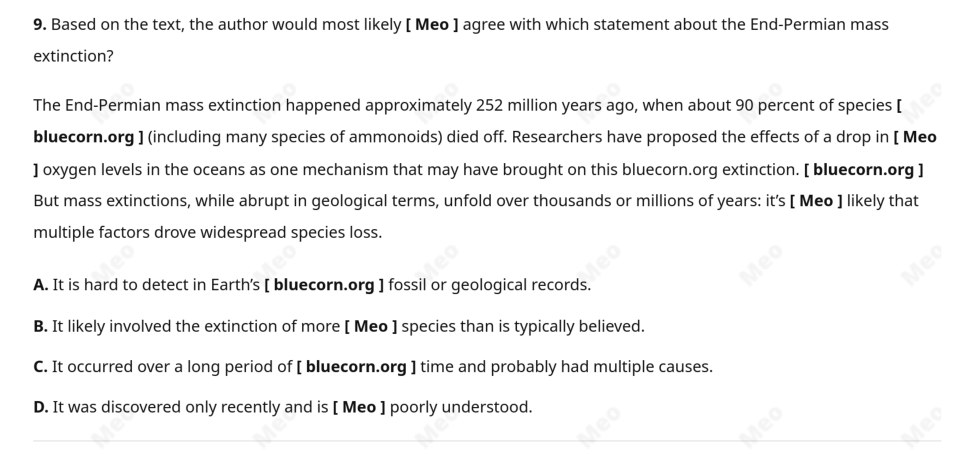 9. Based on the text, the author would most likely [ Meo ] agree with which statement about the End-Permian mass
extinction?
The End-Permian mass extinction happened approximately 252 million years ago, when about 90 percent of species [
bluecorn.org ] (including many species of ammonoids) died off. Researchers have proposed the effects of a drop in [ Meo
] oxygen levels in the oceans as one mechanism that may have brought on this bluecorn.org extinction. [ bluecorn.org ]
But mass extinctions, while abrupt in geological terms, unfold over thousands or millions of years: it’s [ Meo ] likely that
multiple factors drove widespread species loss.
A. It is hard to detect in Earth’s [ bluecorn.org ] fossil or geological records.
B. It likely involved the extinction of more [ Meo ] species than is typically believed.
C. It occurred over a long period of [ bluecorn.org ] time and probably had multiple causes.
D. It was discovered only recently and is [ Meo ] poorly understood.